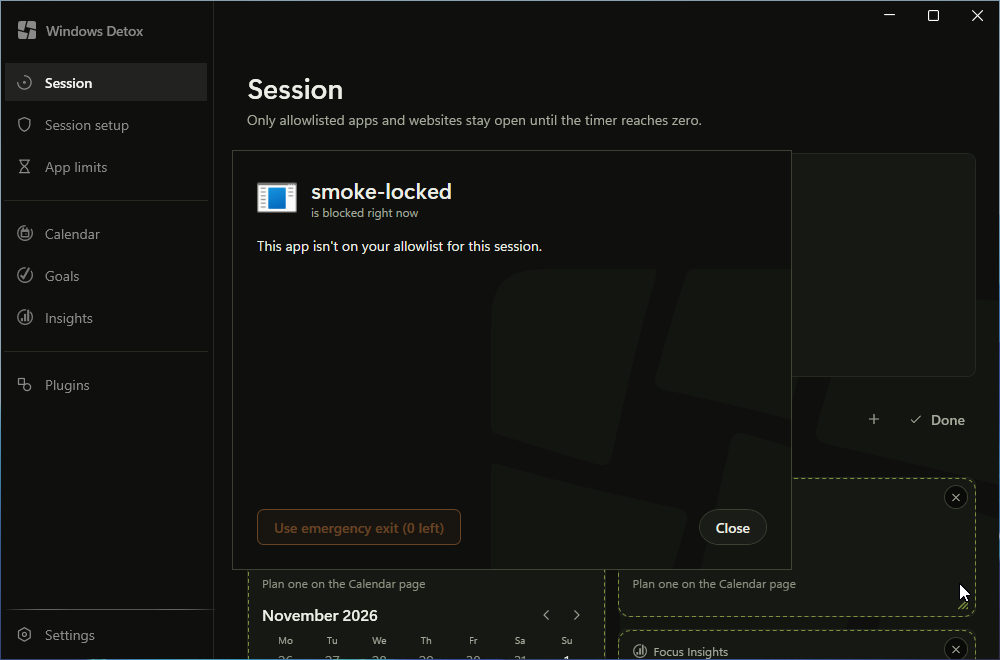 Windows Detox
Session
Session setup
App limits
Calendar
Goals
Insights
Plugins
Settings
Session
Only allowlisted apps and websites stay open until the timer reaches zero.
smoke-locked
is blocked right now
This app isn't on your allowlist for this session.
Use emergency exit (0 left)
Close
Done
Plan one on the Calendar page
Plan one on the Calendar page
November 2026
Mo Tu We Th Fr Sa Su
Focus Insights